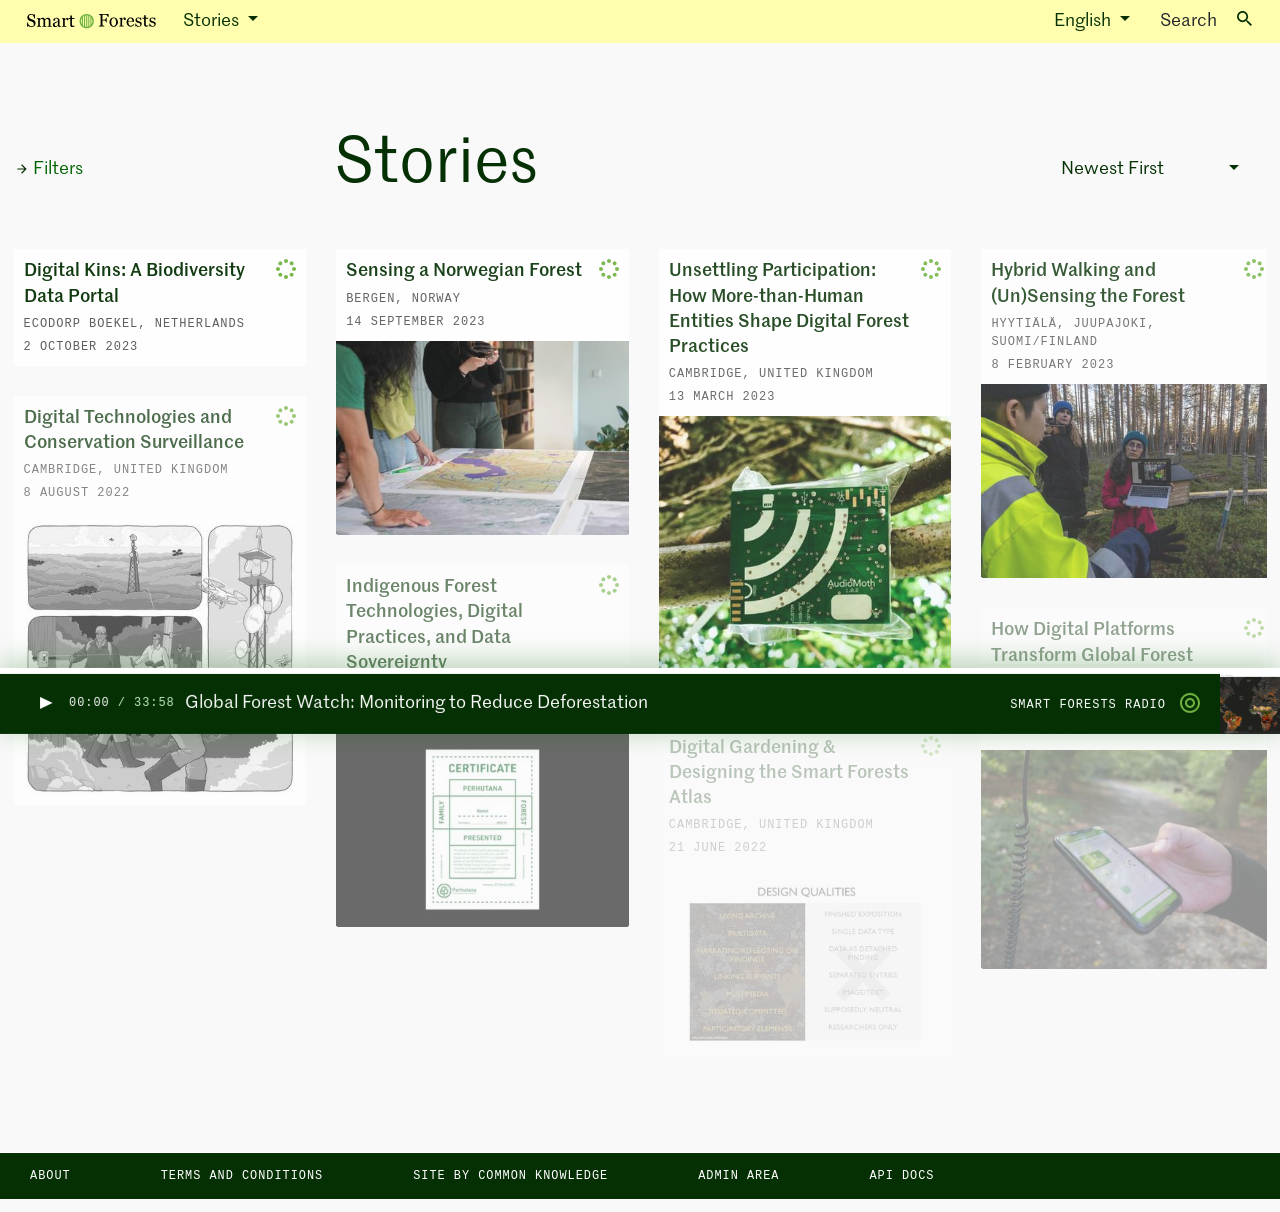 Smart Forests
Stories
English
Search
Filters
Stories
Newest First
Digital Kins: A Biodiversity
Data Portal
ECODORP BOEKEL, NETHERLANDS
2 OCTOBER 2023
Digital Technologies and
Conservation Surveillance
CAMBRIDGE, UNITED KINGDOM
8 AUGUST 2022
Sensing a Norwegian Forest
BERGEN, NORWAY
14 SEPTEMBER 2023
Indigenous Forest
Technologies, Digital
Practices, and Data
Sovereignty
CERTIFICATE
PERHUTANA
FAMILY
Name
FOREST
PRESENTED
Perhutana
Unsettling Participation:
How More-than-Human
Entities Shape Digital Forest
Practices
CAMBRIDGE, UNITED KINGDOM
13 MARCH 2023
AudioMoth
1.0.0
Digital Gardening &
Designing the Smart Forests
Atlas
CAMBRIDGE, UNITED KINGDOM
21 JUNE 2022
DESIGN QUALITIES
LIVING ARCHIVE
MULTIDATA
NARRATING/REFLECTING ON
FINDINGS
LINKING ELEMENTS
MULTIMEDIA
SITUATED/COMMITTED
PARTICIPATORY ELEMENTS
FINISHED EXPOSITION
SINGLE DATA TYPE
DATA AS DETACHED
FINDING
SEPARATED ENTRIES
IMAGE/TEXT
SUPPOSEDLY NEUTRAL
RESEARCHERS ONLY
Hybrid Walking and
(Un)Sensing the Forest
HYYTIÄLÄ, JUUPAJOKI,
SUOMI/FINLAND
8 FEBRUARY 2023
How Digital Platforms
Transform Global Forest
00:00 / 33:58 Global Forest Watch: Monitoring to Reduce Deforestation
SMART FORESTS RADIO
ABOUT
TERMS AND CONDITIONS
SITE BY COMMON KNOWLEDGE
ADMIN AREA
API DOCS